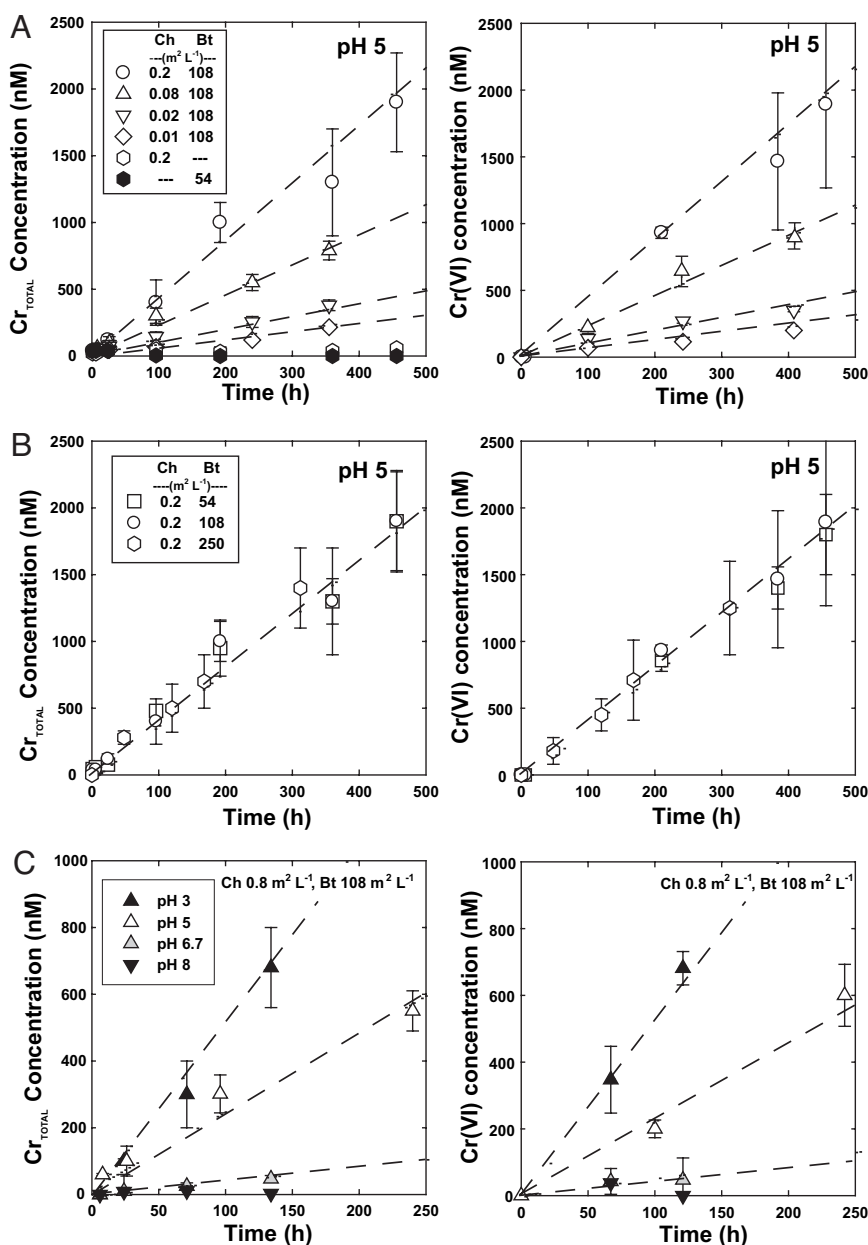 A
pH 5
Ch Bt
---(m² L⁻¹)---
0.2 108
0.08 108
0.02 108
0.01 108
0.2 ---
--- 54
Cr_TOTAL Concentration (nM)
2500
2000
1500
1000
500
0
0 100 200 300 400 500
Time (h)
pH 5
Cr(VI) concentration (nM)
2500
2000
1500
1000
500
0
0 100 200 300 400 500
Time (h)
B
pH 5
Ch Bt
----(m² L⁻¹)----
0.2 54
0.2 108
0.2 250
Cr_TOTAL Concentration (nM)
2500
2000
1500
1000
500
0
0 100 200 300 400 500
Time (h)
pH 5
Cr(VI) concentration (nM)
2500
2000
1500
1000
500
0
0 100 200 300 400 500
Time (h)
C
Ch 0.8 m² L⁻¹, Bt 108 m² L⁻¹
pH 3
pH 5
pH 6.7
pH 8
Cr_TOTAL Concentration (nM)
1000
800
600
400
200
0
0 50 100 150 200 250
Time (h)
Ch 0.8 m² L⁻¹, Bt 108 m² L⁻¹
Cr(VI) concentration (nM)
1000
800
600
400
200
0
0 50 100 150 200 250
Time (h)